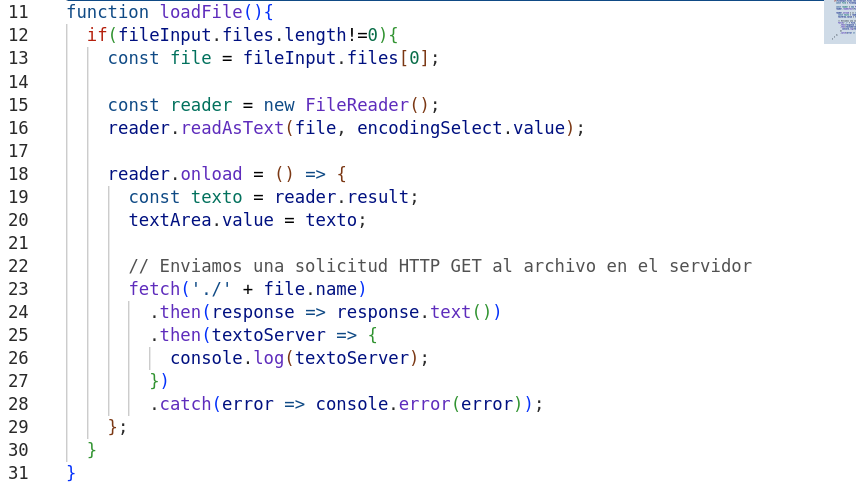 11 function loadFile(){
12   if(fileInput.files.length!=0){
13     const file = fileInput.files[0];
14
15     const reader = new FileReader();
16     reader.readAsText(file, encodingSelect.value);
17
18     reader.onload = () => {
19       const texto = reader.result;
20       textArea.value = texto;
21
22       // Enviamos una solicitud HTTP GET al archivo en el servidor
23       fetch('./' + file.name)
24         .then(response => response.text())
25         .then(textoServer => {
26           console.log(textoServer);
27         })
28         .catch(error => console.error(error));
29     };
30   }
31 }